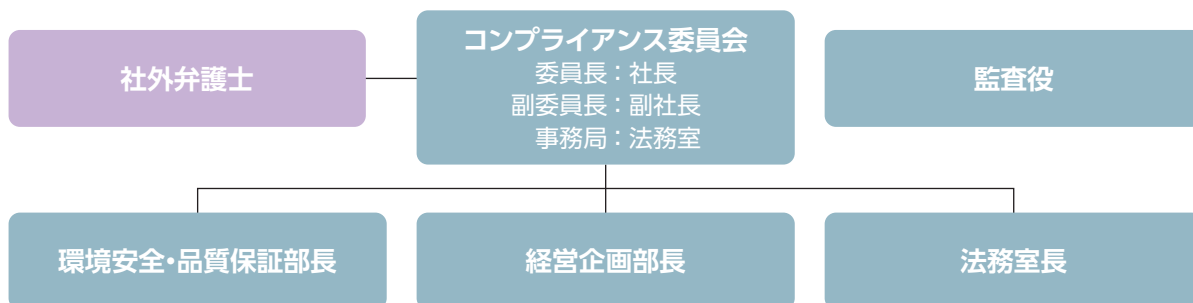 社外弁護士
コンプライアンス委員会
委員長：社長
副委員長：副社長
事務局：法務室
監査役
環境安全・品質保証部長
経営企画部長
法務室長